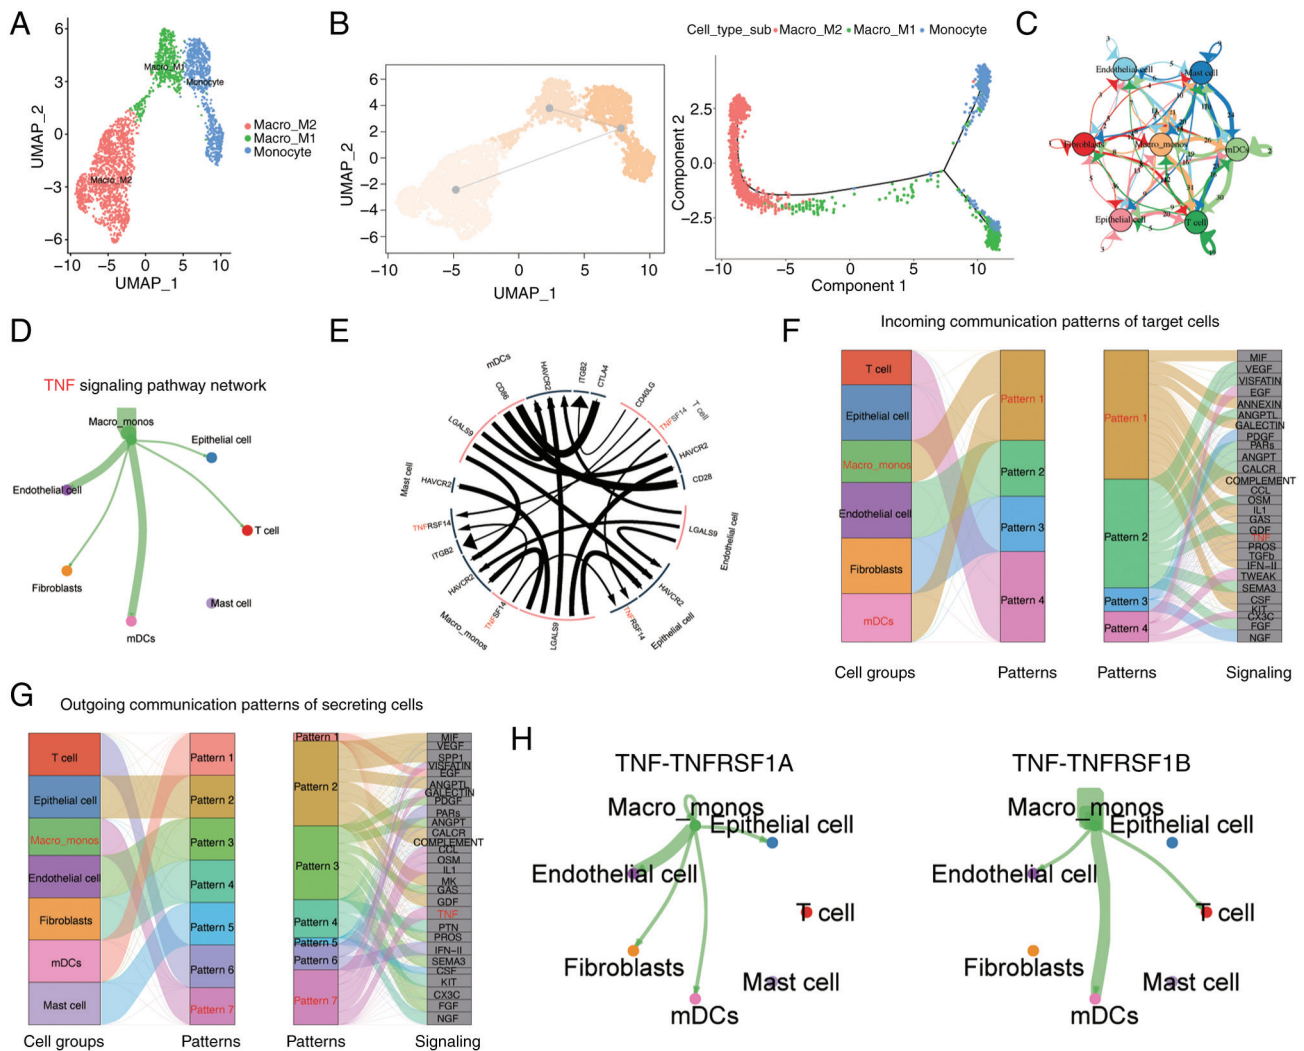 A
6
3
0
−3
−6
−10
−5
0
5
10
UMAP_2
UMAP_1
Macro_M1
Monocyte
Macro_M2
Macro_M2
Macro_M1
Monocyte
B
6
4
2
0
−2
−4
−6
−10
−5
0
5
10
UMAP_2
UMAP_1
Cell_type_sub Macro_M2 Macro_M1 Monocyte
2.5
0.0
−2.5
−10
−5
0
5
10
Component 2
Component 1
C
Endothelial cell
Mast cell
Fibroblasts
Macro_monos
mDCs
Epithelial cell
T cell
D
TNF signaling pathway network
Macro_monos
Epithelial cell
Endothelial cell
T cell
Fibroblasts
Mast cell
mDCs
E
mDCs
CD86
HAVCR2
ITGB2
CTLA4
CD40LG
TNFSF14
T cell
HAVCR2
CD28
LGALS9
Endothelial cell
HAVCR2
Epithelial cell
TNFRSF14
LGALS9
TNFSF14
Macro_monos
HAVCR2
ITGB2
TNFRSF14
HAVCR2
Mast cell
LGALS9
F
Incoming communication patterns of target cells
T cell
Epithelial cell
Macro_monos
Endothelial cell
Fibroblasts
mDCs
Pattern 1
Pattern 2
Pattern 3
Pattern 4
Pattern 1
Pattern 2
Pattern 3
Pattern 4
MIF
VEGF
VISFATIN
EGF
ANNEXIN
ANGPTL
GALECTIN
PDGF
PARs
ANGPT
CALCR
COMPLEMENT
CCL
OSM
IL1
GAS
GDF
TNF
PROS
TGFb
IFN−II
TWEAK
SEMA3
CSF
KIT
CX3C
FGF
NGF
Cell groups
Patterns
Patterns
Signaling
G
Outgoing communication patterns of secreting cells
T cell
Epithelial cell
Macro_monos
Endothelial cell
Fibroblasts
mDCs
Mast cell
Pattern 1
Pattern 2
Pattern 3
Pattern 4
Pattern 5
Pattern 6
Pattern 7
Pattern 1
Pattern 2
Pattern 3
Pattern 4
Pattern 5
Pattern 6
Pattern 7
MIF
VEGF
SPP1
VISFATIN
EGF
ANGPTL
GALECTIN
PDGF
PARs
ANGPT
CALCR
COMPLEMENT
CCL
OSM
IL1
MK
GAS
GDF
TNF
PTN
PROS
IFN−II
SEMA3
CSF
KIT
CX3C
FGF
NGF
Cell groups
Patterns
Patterns
Signaling
H
TNF-TNFRSF1A
Macro_monos
Epithelial cell
Endothelial cell
T cell
Fibroblasts
Mast cell
mDCs
TNF-TNFRSF1B
Macro_monos
Epithelial cell
Endothelial cell
T cell
Fibroblasts
Mast cell
mDCs